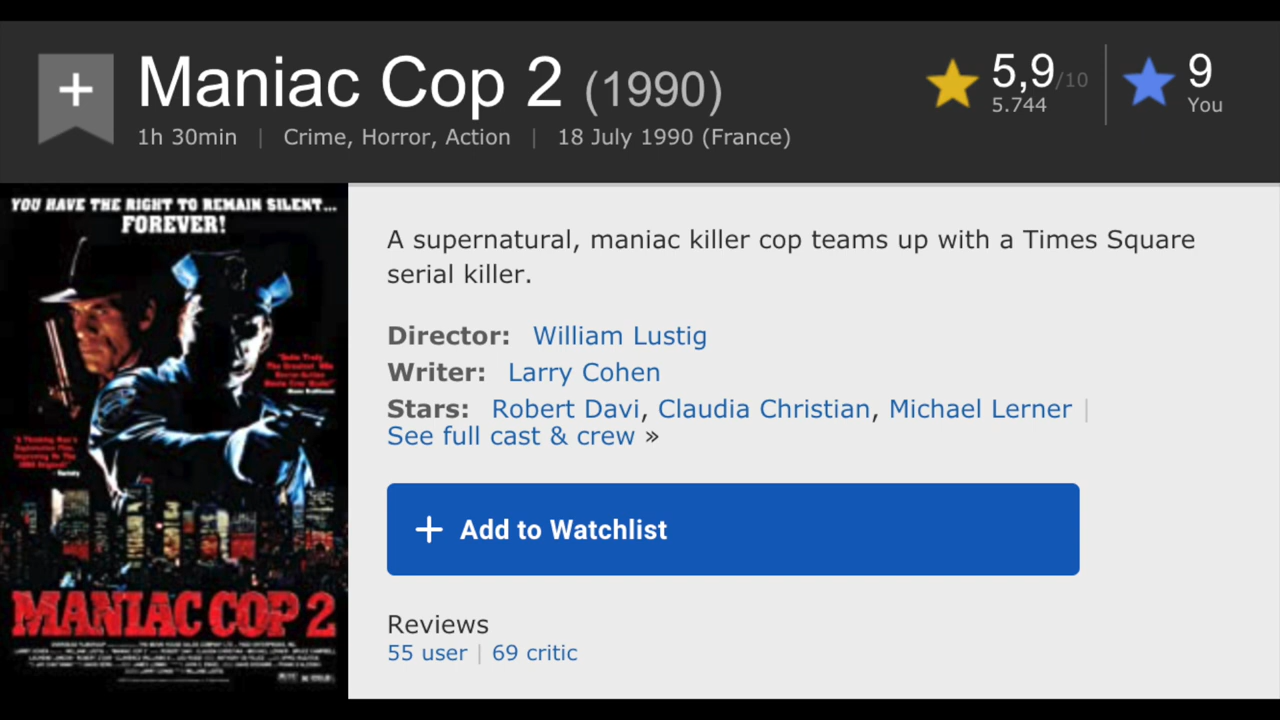 Maniac Cop 2 (1990)
5,9/10
5.744
9
You
1h 30min | Crime, Horror, Action | 18 July 1990 (France)
YOU HAVE THE RIGHT TO REMAIN SILENT...
FOREVER!
MANIAC COP 2
A supernatural, maniac killer cop teams up with a Times Square
serial killer.
Director: William Lustig
Writer: Larry Cohen
Stars: Robert Davi, Claudia Christian, Michael Lerner |
See full cast & crew »
+ Add to Watchlist
Reviews
55 user | 69 critic